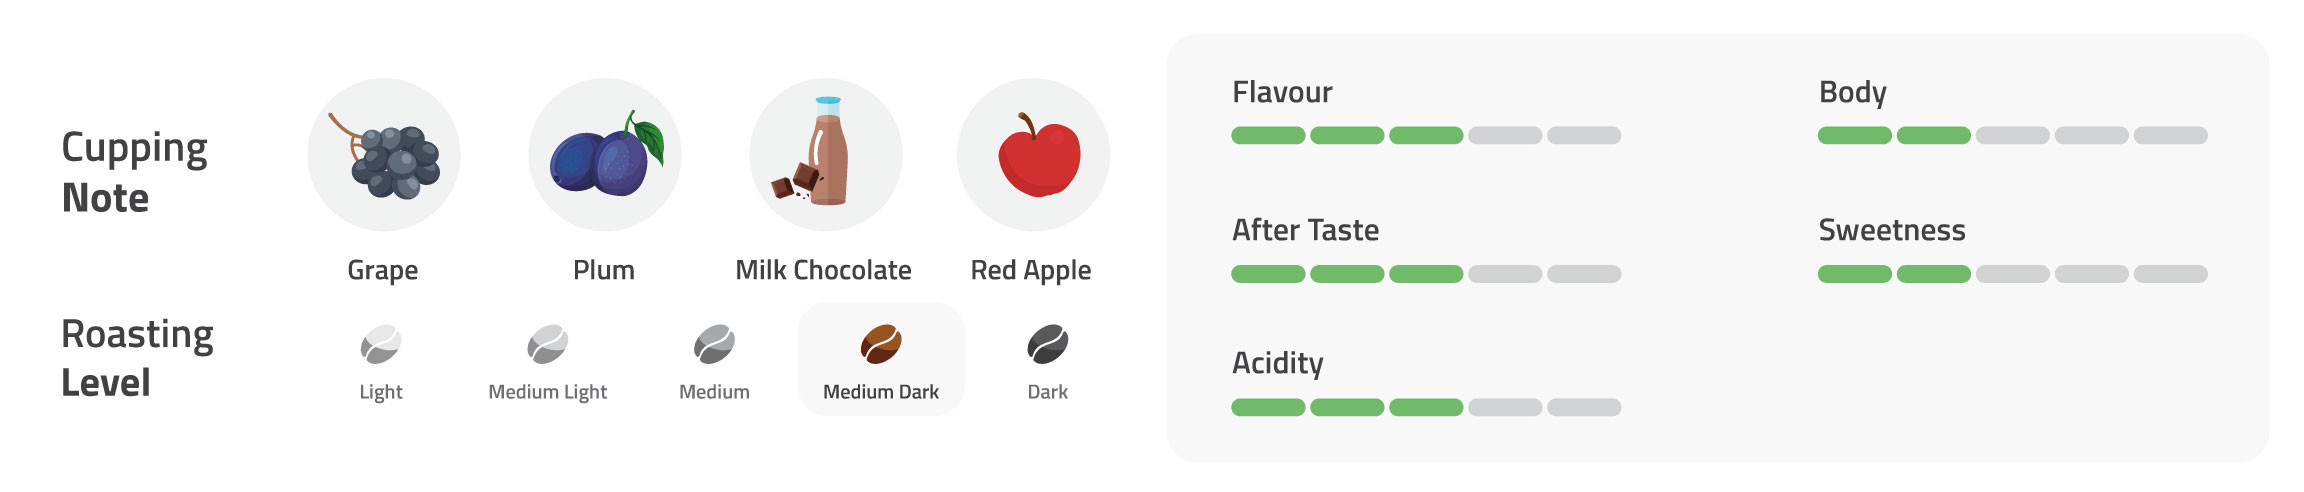 Cupping
Note
Grape
Plum
Milk Chocolate
Red Apple
Roasting
Level
Light
Medium Light
Medium
Medium Dark
Dark
Flavour
Body
After Taste
Sweetness
Acidity